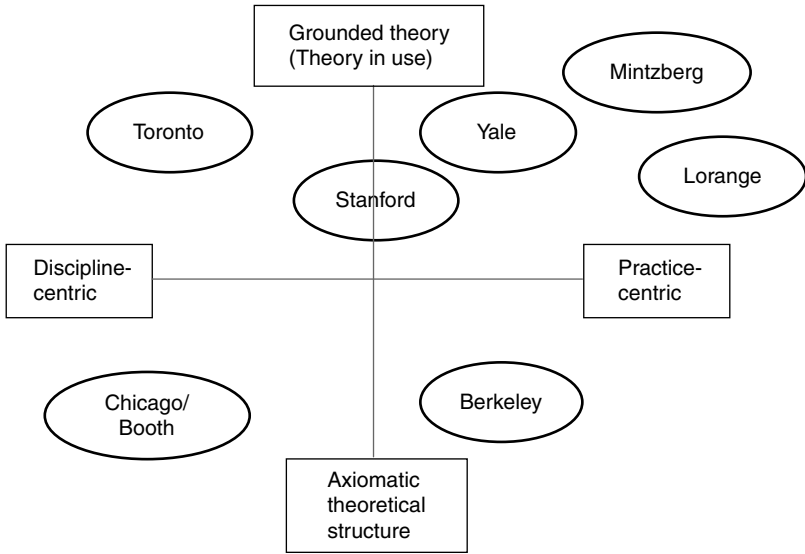 Grounded theory
(Theory in use)
Mintzberg
Toronto
Yale
Lorange
Stanford
Discipline-
centric
Practice-
centric
Chicago/
Booth
Berkeley
Axiomatic
theoretical
structure